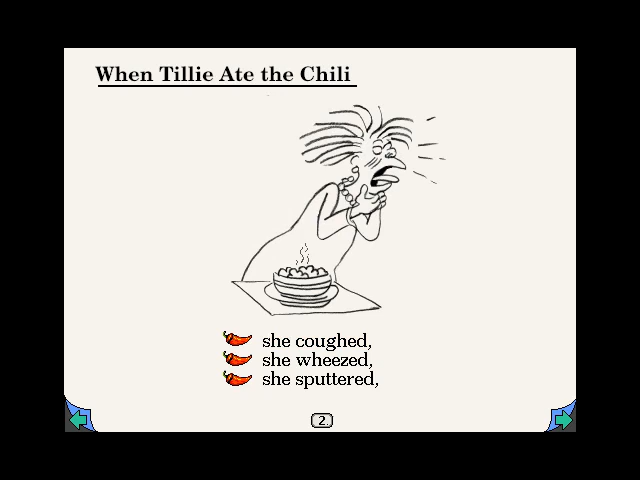 When Tillie Ate the Chili
she coughed,
she wheezed,
she sputtered,
2